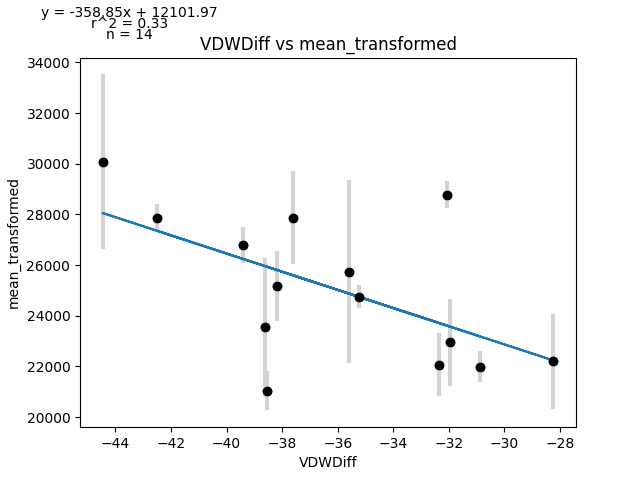 y = -358.85x + 12101.97
r^2 = 0.33
n = 14
VDWDiff vs mean_transformed
mean_transformed
34000
32000
30000
28000
26000
24000
22000
20000
−44
−42
−40
−38
−36
−34
−32
−30
−28
VDWDiff